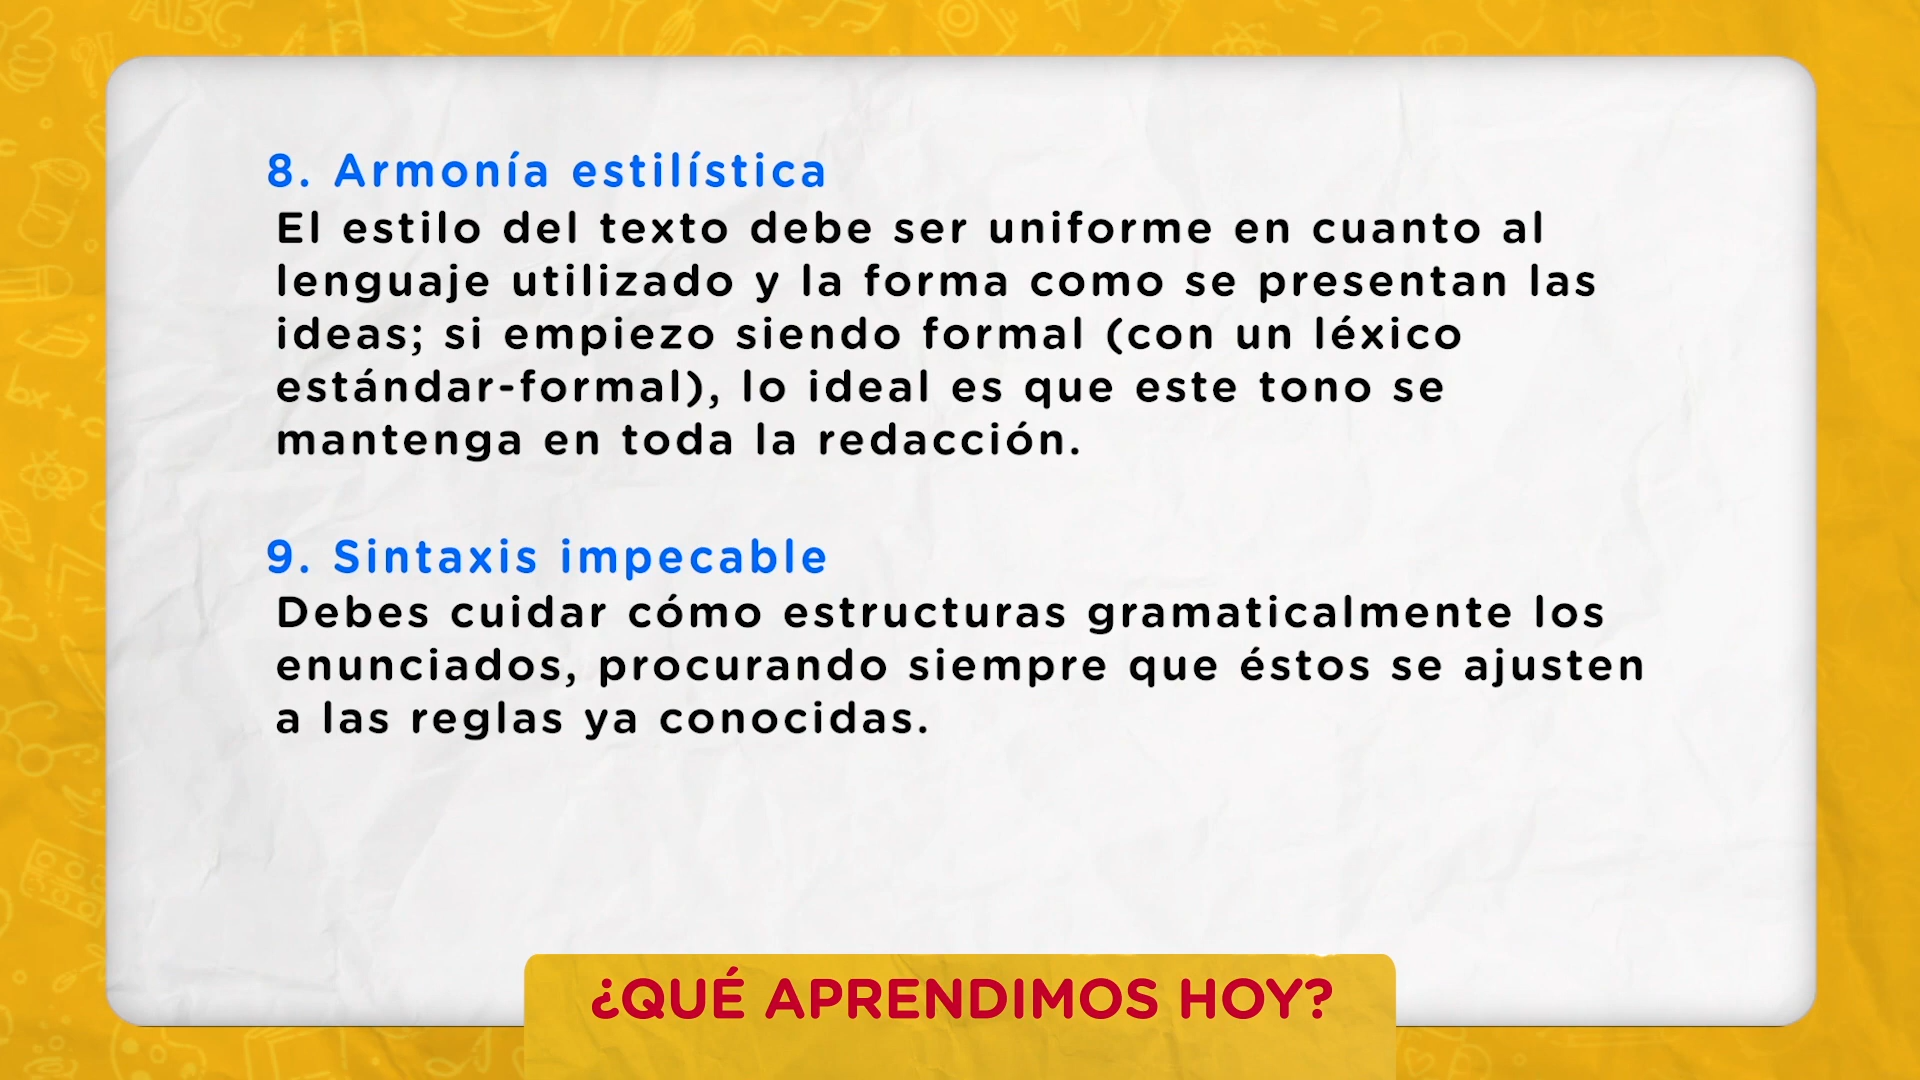 8. Armonía estilística
El estilo del texto debe ser uniforme en cuanto al
lenguaje utilizado y la forma como se presentan las
ideas; si empiezo siendo formal (con un léxico
estándar-formal), lo ideal es que este tono se
mantenga en toda la redacción.
9. Sintaxis impecable
Debes cuidar cómo estructuras gramaticalmente los
enunciados, procurando siempre que éstos se ajusten
a las reglas ya conocidas.
¿QUÉ APRENDIMOS HOY?